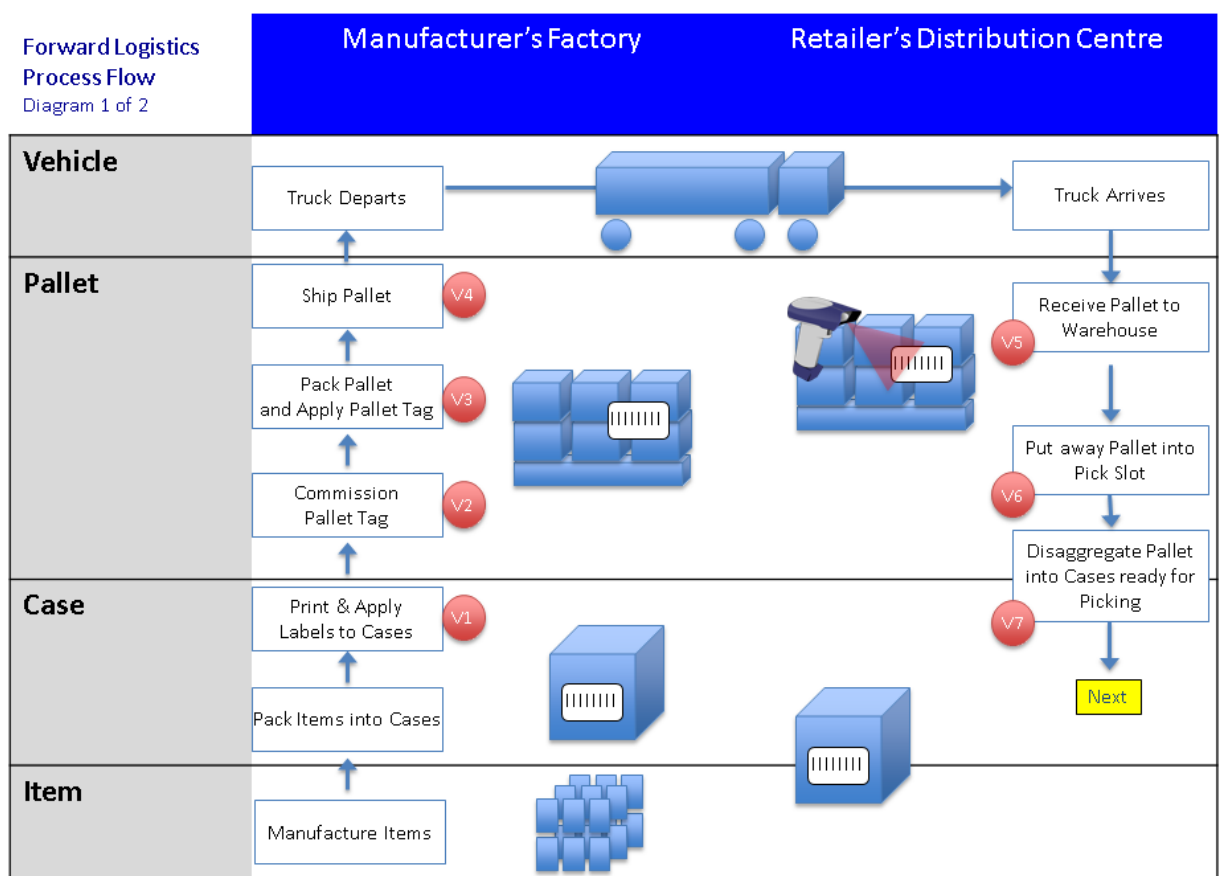 Forward Logistics
Process Flow
Diagram 1 of 2
Manufacturer's Factory
Retailer's Distribution Centre
Vehicle
Truck Departs
Truck Arrives
Pallet
Ship Pallet
V4
Receive Pallet to
Warehouse
V5
Pack Pallet
and Apply Pallet Tag
V3
Put away Pallet into
Pick Slot
V6
Commission
Pallet Tag
V2
Disaggregate Pallet
into Cases ready for
Picking
V7
Case
Print & Apply
Labels to Cases
V1
Pack Items into Cases
Next
Item
Manufacture Items